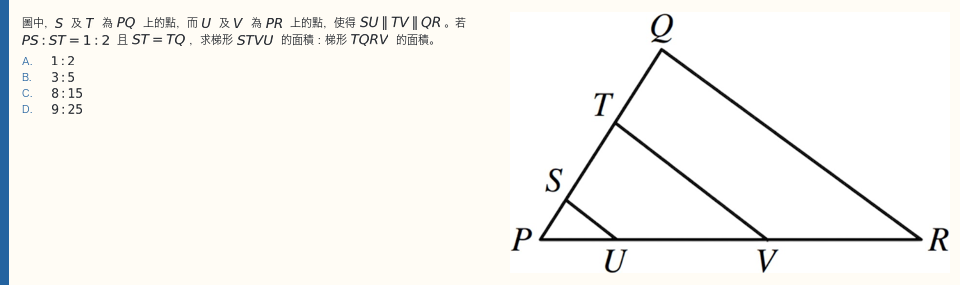 圖中，S 及 T 為 PQ 上的點，而 U 及 V 為 PR 上的點，使得 SU ∥ TV ∥ QR。若
PS : ST = 1 : 2 且 ST = TQ，求梯形 STVU 的面積 : 梯形 TQRV 的面積。
A. 1 : 2
B. 3 : 5
C. 8 : 15
D. 9 : 25
Q
T
S
P
R
U
V